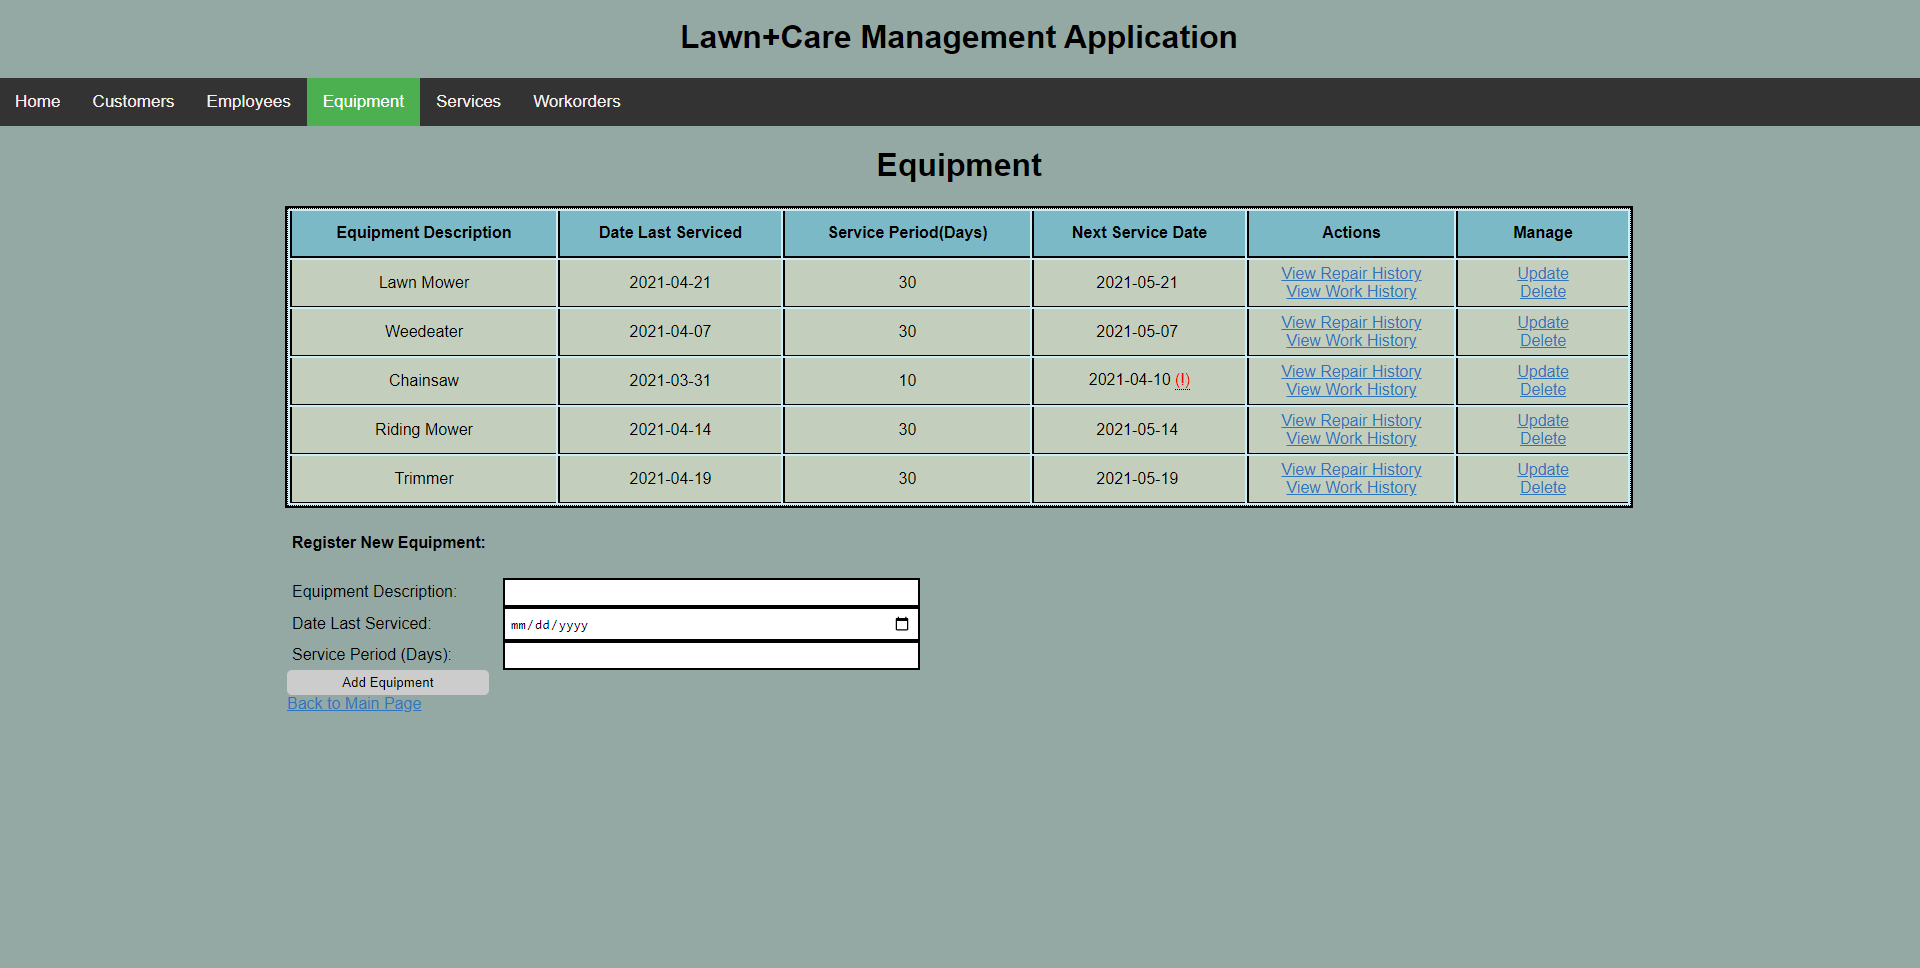 Lawn+Care Management Application
Home Customers Employees Equipment Services Workorders
Equipment
Equipment Description Date Last Serviced Service Period(Days) Next Service Date Actions Manage
Lawn Mower 2021-04-21 30 2021-05-21 View Repair History Update
View Work History Delete
Weedeater 2021-04-07 30 2021-05-07 View Repair History Update
View Work History Delete
Chainsaw 2021-03-31 10 2021-04-10 (!) View Repair History Update
View Work History Delete
Riding Mower 2021-04-14 30 2021-05-14 View Repair History Update
View Work History Delete
Trimmer 2021-04-19 30 2021-05-19 View Repair History Update
View Work History Delete
Register New Equipment:
Equipment Description:
Date Last Serviced: mm/dd/yyyy
Service Period (Days):
Add Equipment
Back to Main Page